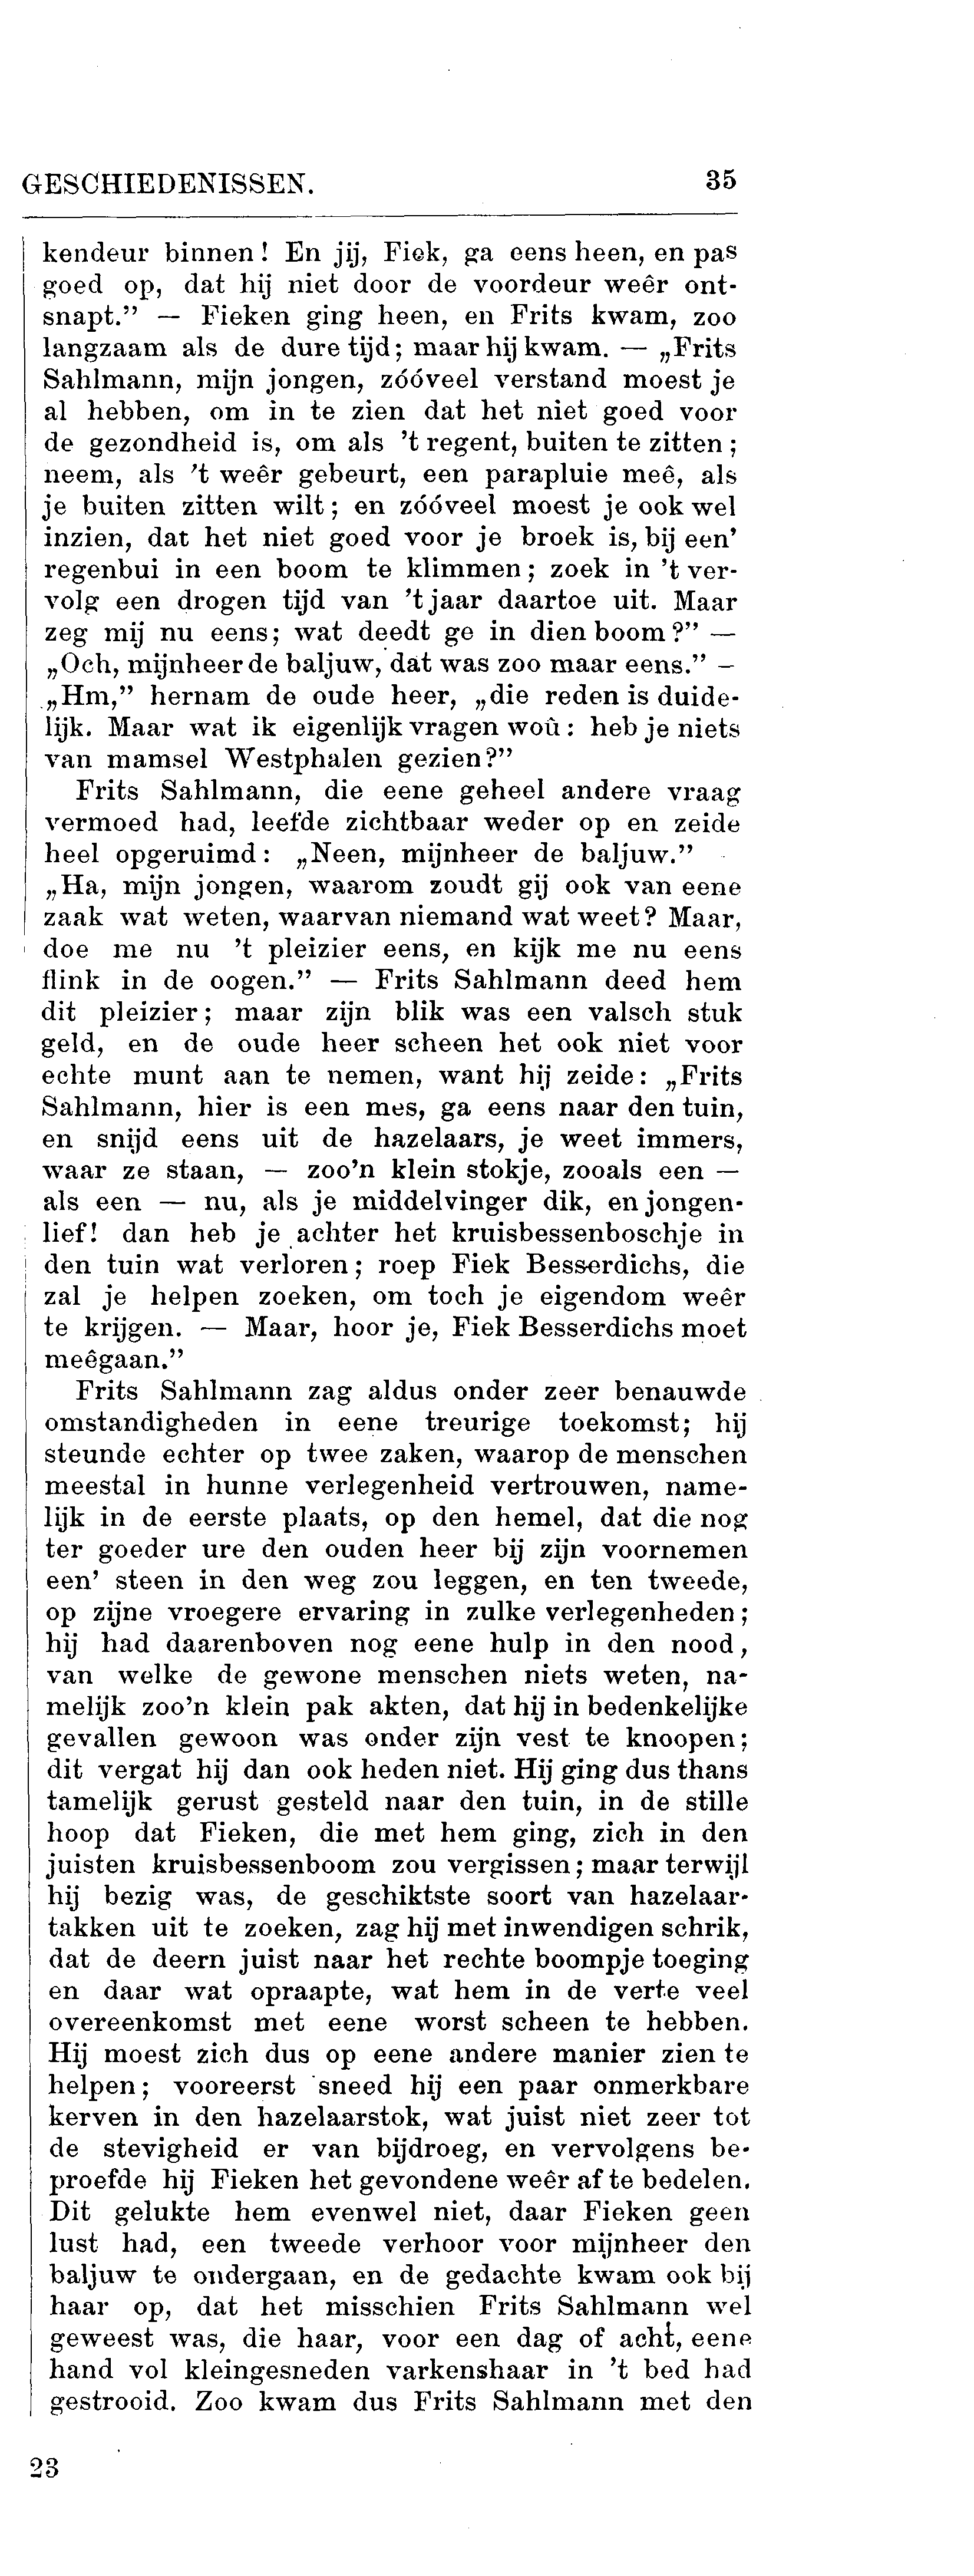 GESCHIEDENISSEN. 35
kendeur binnen! En jij, Fiek, ga eens heen, en pas
goed op, dat hij niet door de voordeur weêr ont-
snapt.” — Fieken ging heen, en Frits kwam, zoo
langzaam als de dure tijd; maar hij kwam. — „Frits
Sahlmann, mijn jongen, zóóveel verstand moest je
al hebben, om in te zien dat het niet goed voor
de gezondheid is, om als ’t regent, buiten te zitten;
neem, als ’t weêr gebeurt, een parapluie meê, als
je buiten zitten wilt; en zóóveel moest je ook wel
inzien, dat het niet goed voor je broek is, bij een’
regenbui in een boom te klimmen; zoek in ’t ver-
volg een drogen tijd van ’t jaar daartoe uit. Maar
zeg mij nu eens; wat deedt ge in dien boom?” —
„Och, mijnheer de baljuw, dat was zoo maar eens.” —
„Hm,” hernam de oude heer, „die reden is duide-
lijk. Maar wat ik eigenlijk vragen woû: heb je niets
van mamsel Westphalen gezien?”
Frits Sahlmann, die eene geheel andere vraag
vermoed had, leefde zichtbaar weder op en zeide
heel opgeruimd: „Neen, mijnheer de baljuw.”
„Ha, mijn jongen, waarom zoudt gij ook van eene
zaak wat weten, waarvan niemand wat weet? Maar,
doe me nu ’t pleizier eens, en kijk me nu eens
flink in de oogen.” — Frits Sahlmann deed hem
dit pleizier; maar zijn blik was een valsch stuk
geld, en de oude heer scheen het ook niet voor
echte munt aan te nemen, want hij zeide: „Frits
Sahlmann, hier is een mes, ga eens naar den tuin,
en snijd eens uit de hazelaars, je weet immers,
waar ze staan, — zoo’n klein stokje, zooals een —
als een — nu, als je middelvinger dik, en jongen-
lief! dan heb je achter het kruisbessenboschje in
den tuin wat verloren; roep Fiek Besserdichs, die
zal je helpen zoeken, om toch je eigendom weêr
te krijgen. — Maar, hoor je, Fiek Besserdichs moet
meêgaan.”
Frits Sahlmann zag aldus onder zeer benauwde
omstandigheden in eene treurige toekomst; hij
steunde echter op twee zaken, waarop de menschen
meestal in hunne verlegenheid vertrouwen, name-
lijk in de eerste plaats, op den hemel, dat die nog
ter goeder ure den ouden heer bij zijn voornemen
een’ steen in den weg zou leggen, en ten tweede,
op zijne vroegere ervaring in zulke verlegenheden;
hij had daarenboven nog eene hulp in den nood,
van welke de gewone menschen niets weten, na-
melijk zoo’n klein pak akten, dat hij in bedenkelijke
gevallen gewoon was onder zijn vest te knoopen;
dit vergat hij dan ook heden niet. Hij ging dus thans
tamelijk gerust gesteld naar den tuin, in de stille
hoop dat Fieken, die met hem ging, zich in den
juisten kruisbessenboom zou vergissen; maar terwijl
hij bezig was, de geschiktste soort van hazelaar-
takken uit te zoeken, zag hij met inwendigen schrik,
dat de deern juist naar het rechte boompje toeging
en daar wat opraapte, wat hem in de verte veel
overeenkomst met eene worst scheen te hebben.
Hij moest zich dus op eene andere manier zien te
helpen; vooreerst sneed hij een paar onmerkbare
kerven in den hazelaarstok, wat juist niet zeer tot
de stevigheid er van bijdroeg, en vervolgens be-
proefde hij Fieken het gevondene weêr af te bedelen.
Dit gelukte hem evenwel niet, daar Fieken geen
lust had, een tweede verhoor voor mijnheer den
baljuw te ondergaan, en de gedachte kwam ook bij
haar op, dat het misschien Frits Sahlmann wel
geweest was, die haar, voor een dag of acht, eene
hand vol kleingesneden varkenshaar in ’t bed had
gestrooid. Zoo kwam dus Frits Sahlmann met den
23